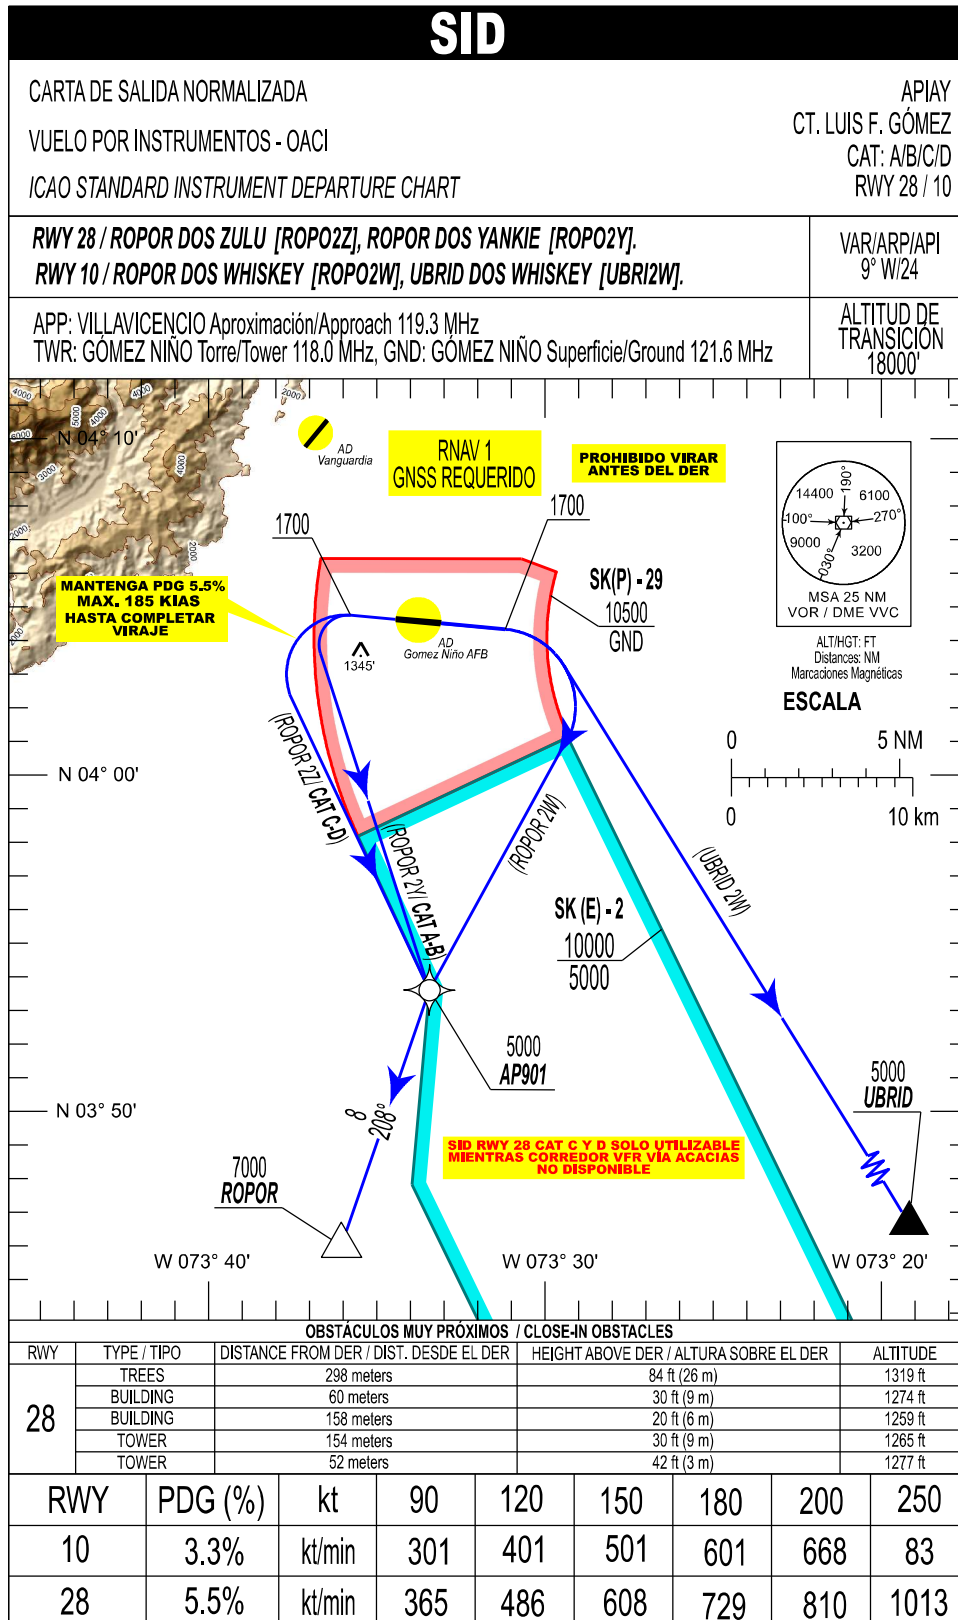 SID
CARTA DE SALIDA NORMALIZADA
VUELO POR INSTRUMENTOS - OACI
ICAO STANDARD INSTRUMENT DEPARTURE CHART
APIAY
CT. LUIS F. GÓMEZ
CAT: A/B/C/D
RWY 28 / 10
RWY 28 / ROPOR DOS ZULU [ROPO2Z], ROPOR DOS YANKIE [ROPO2Y].
RWY 10 / ROPOR DOS WHISKEY [ROPO2W], UBRID DOS WHISKEY [UBRI2W].
VAR/ARP/API
9° W/24
APP: VILLAVICENCIO Aproximación/Approach 119.3 MHz
TWR: GÓMEZ NIÑO Torre/Tower 118.0 MHz, GND: GÓMEZ NIÑO Superficie/Ground 121.6 MHz
ALTITUD DE
TRANSICIÓN
18000'
4000
5000
4000
4000
2000
6000
3000
4000
2000
2000
2000
N 04° 10'
AD
Vanguardia
RNAV 1
GNSS REQUERIDO
PROHIBIDO VIRAR
ANTES DEL DER
190°
14400
6100
100°
270°
9000
3200
030°
MSA 25 NM
VOR / DME VVC
ALT/HGT: FT
Distances: NM
Marcaciones Magnéticas
ESCALA
0
5 NM
0
10 km
1700
1700
MANTENGA PDG 5.5%
MAX. 185 KIAS
HASTA COMPLETAR
VIRAJE
SK(P) - 29
10500
GND
AD
Gomez Niño AFB
1345'
(ROPOR 2Z/ CAT C-D)
(ROPOR 2Y/ CAT A-B)
(ROPOR 2W)
(UBRID 2W)
N 04° 00'
SK (E) - 2
10000
5000
5000
AP901
5000
UBRID
N 03° 50'
8
208°
SID RWY 28 CAT C Y D SOLO UTILIZABLE
MIENTRAS CORREDOR VFR VÍA ACACIAS
NO DISPONIBLE
7000
ROPOR
W 073° 40'
W 073° 30'
W 073° 20'
OBSTÁCULOS MUY PRÓXIMOS / CLOSE-IN OBSTACLES
RWY TYPE / TIPO DISTANCE FROM DER / DIST. DESDE EL DER HEIGHT ABOVE DER / ALTURA SOBRE EL DER ALTITUDE
28
TREES 298 meters 84 ft (26 m) 1319 ft
BUILDING 60 meters 30 ft (9 m) 1274 ft
BUILDING 158 meters 20 ft (6 m) 1259 ft
TOWER 154 meters 30 ft (9 m) 1265 ft
TOWER 52 meters 42 ft (3 m) 1277 ft
RWY PDG (%) kt 90 120 150 180 200 250
10 3.3% kt/min 301 401 501 601 668 83
28 5.5% kt/min 365 486 608 729 810 1013